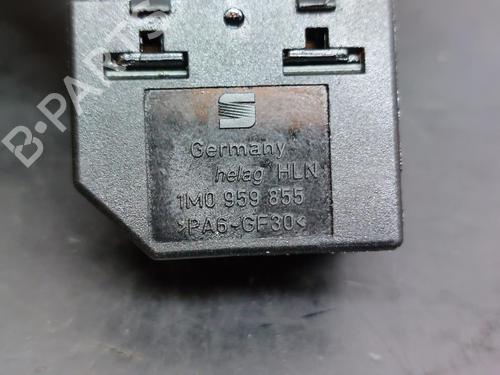 Germany
helag HLN
1M0 959 855
>PA6-GF30<
B-PARTS